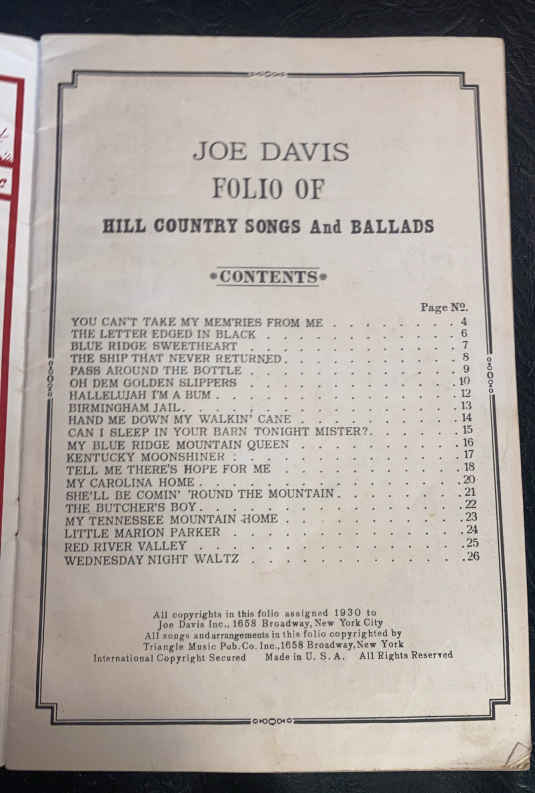 JOE DAVIS
FOLIO OF
HILL COUNTRY SONGS And BALLADS
•CONTENTS•
Page No.
YOU CAN'T TAKE MY MEM'RIES FROM ME . . . . . . . 4
THE LETTER EDGED IN BLACK . . . . . . . . . . 6
BLUE RIDGE SWEETHEART . . . . . . . . . . . 7
THE SHIP THAT NEVER RETURNED . . . . . . . . . 8
PASS AROUND THE BOTTLE . . . . . . . . . . . 9
OH DEM GOLDEN SLIPPERS . . . . . . . . . . . 10
HALLELUJAH I'M A BUM . . . . . . . . . . . . 12
BIRMINGHAM JAIL . . . . . . . . . . . . . . 13
HAND ME DOWN MY WALKIN' CANE . . . . . . . . . 14
CAN I SLEEP IN YOUR BARN TONIGHT MISTER? . . . . . . 15
MY BLUE RIDGE MOUNTAIN QUEEN . . . . . . . . . 16
KENTUCKY MOONSHINER . . . . . . . . . . . . 17
TELL ME THERE'S HOPE FOR ME . . . . . . . . . 18
MY CAROLINA HOME . . . . . . . . . . . . . 20
SHE'LL BE COMIN' 'ROUND THE MOUNTAIN . . . . . . . 21
THE BUTCHER'S BOY . . . . . . . . . . . . . 22
MY TENNESSEE MOUNTAIN HOME . . . . . . . . . 23
LITTLE MARION PARKER . . . . . . . . . . . . 24
RED RIVER VALLEY . . . . . . . . . . . . . 25
WEDNESDAY NIGHT WALTZ . . . . . . . . . . . 26
All copyrights in this folio assigned 1930 to
Joe Davis Inc., 1658 Broadway, New York City
All songs and arrangements in this folio copyrighted by
Triangle Music Pub. Co. Inc., 1658 Broadway, New York
International Copyright Secured Made in U. S. A. All Rights Reserved